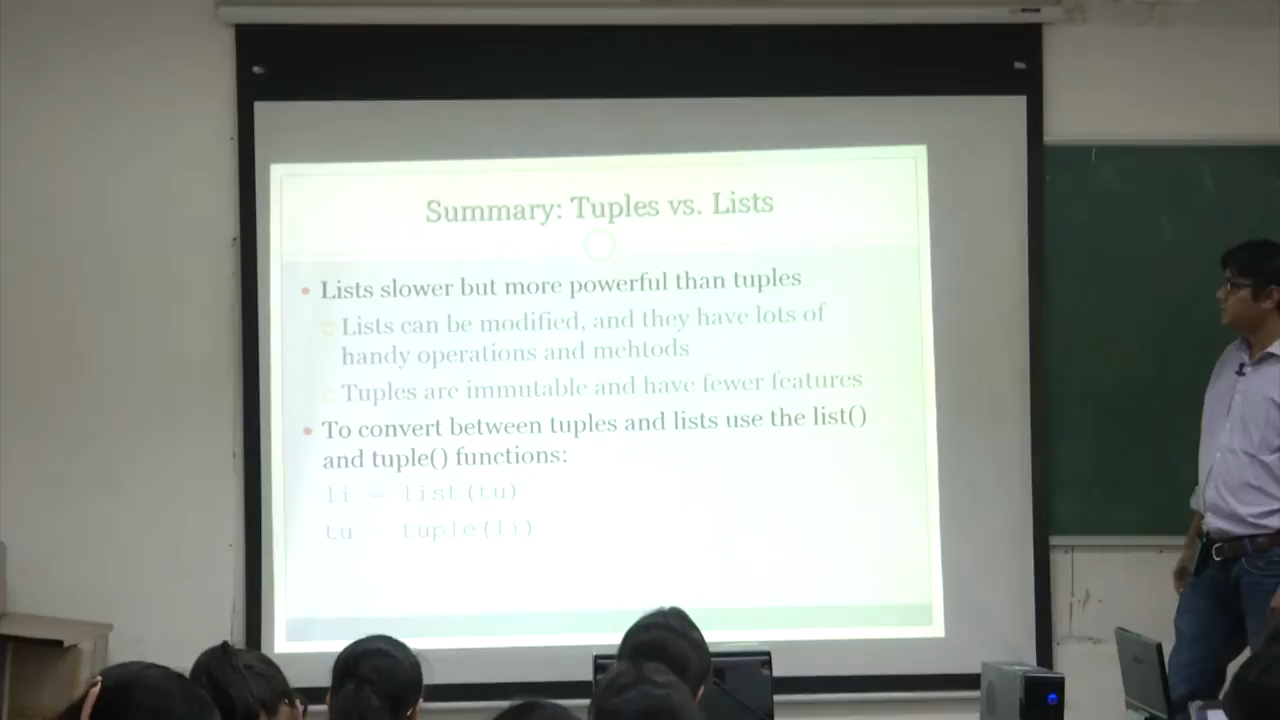 Summary: Tuples vs. Lists
Lists slower but more powerful than tuples
Lists can be modified, and they have lots of
handy operations and mehtods
Tuples are immutable and have fewer features
To convert between tuples and lists use the list()
and tuple() functions:
li = list(tu)
tu = tuple(li)